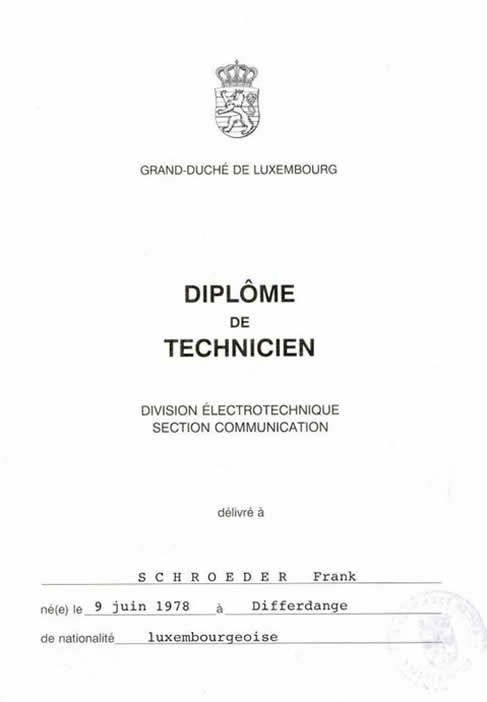 GRAND-DUCHÉ DE LUXEMBOURG
DIPLÔME
DE
TECHNICIEN
DIVISION ÉLECTROTECHNIQUE
SECTION COMMUNICATION
délivré à
SCHROEDER Frank
né(e) le 9 juin 1978 à Differdange
de nationalité luxembourgeoise